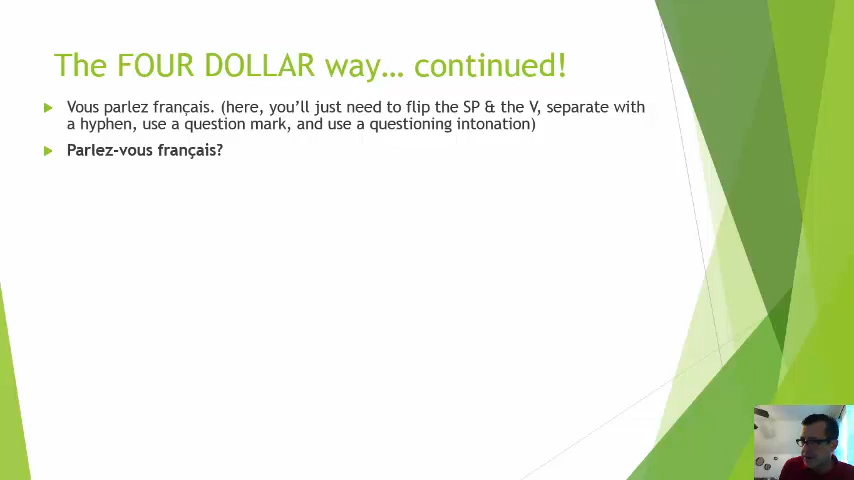 The FOUR DOLLAR way… continued!
Vous parlez français. (here, you'll just need to flip the SP & the V, separate with
a hyphen, use a question mark, and use a questioning intonation)
Parlez-vous français?